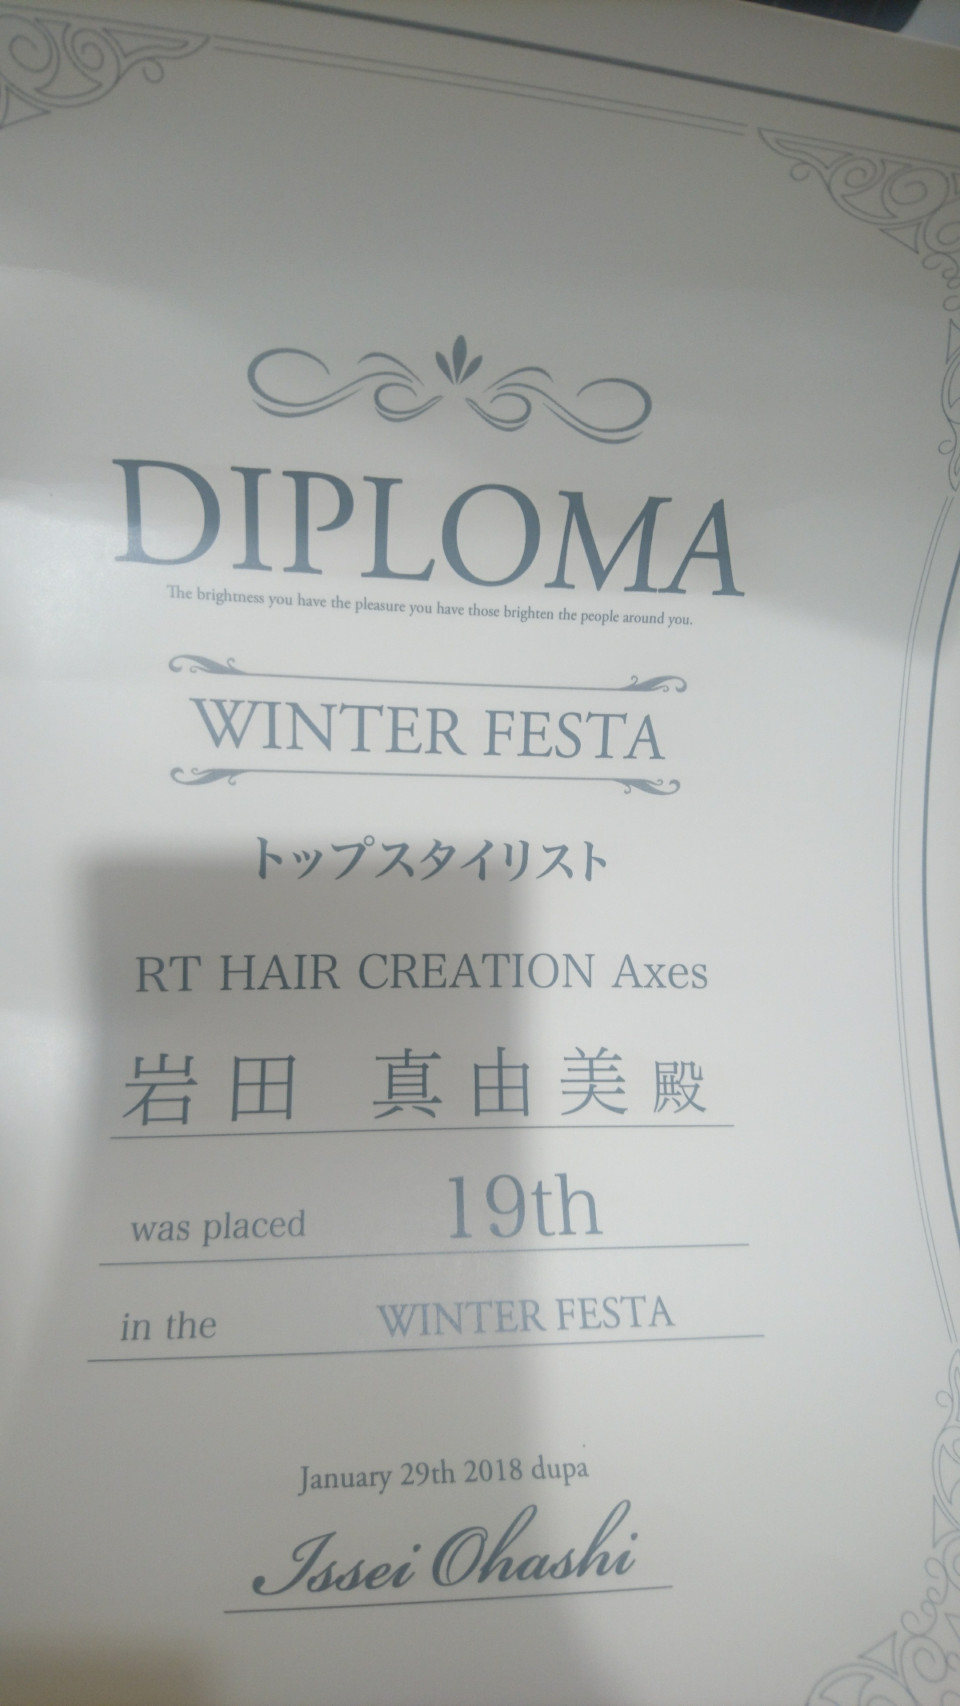 DIPLOMA
The brightness you have the pleasure you have those brighten the people around you.
WINTER FESTA
トップスタイリスト
RT HAIR CREATION Axes
岩田 真由美 殿
was placed 19th
in the WINTER FESTA
January 29th 2018 dupa
Issei Ohashi